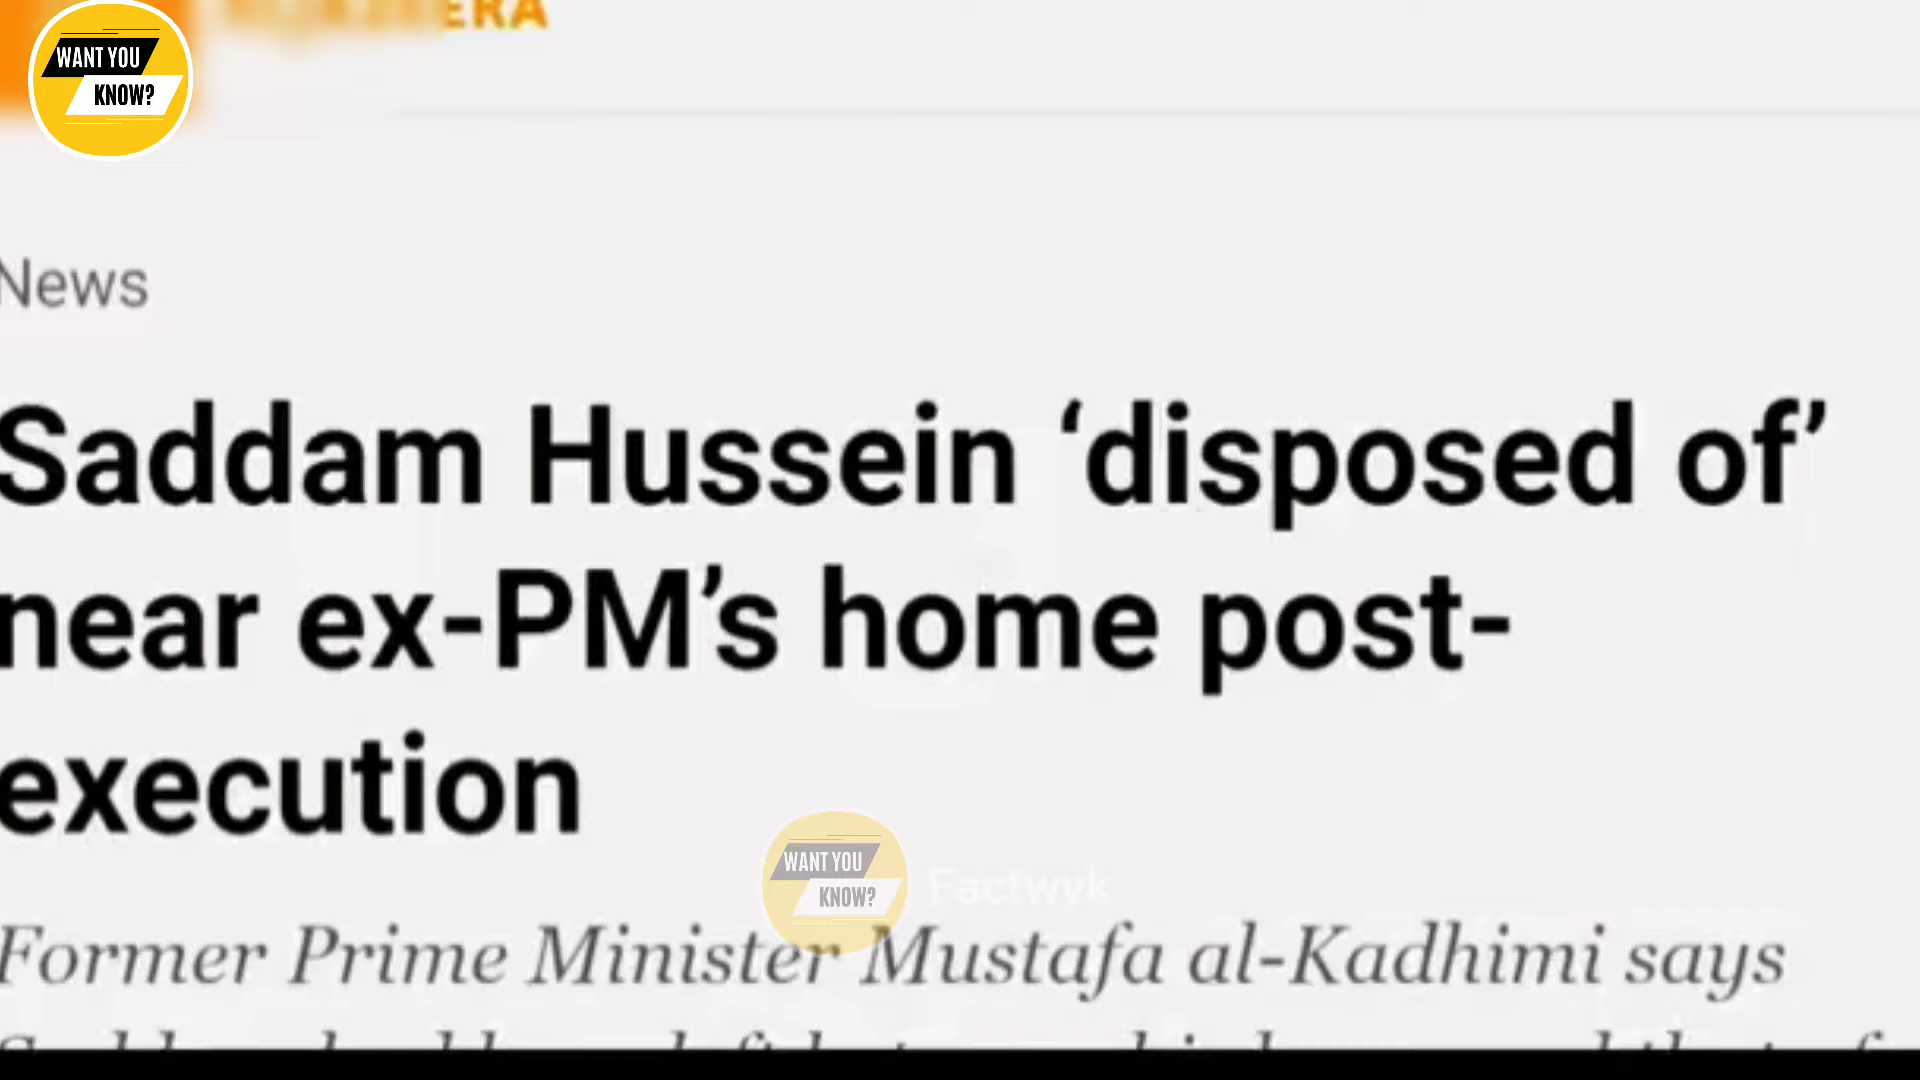 WANT YOU
KNOW?
News
Saddam Hussein ‘disposed of’
near ex-PM’s home post-
execution
WANT YOU
KNOW?
Factwyk
Former Prime Minister Mustafa al-Kadhimi says